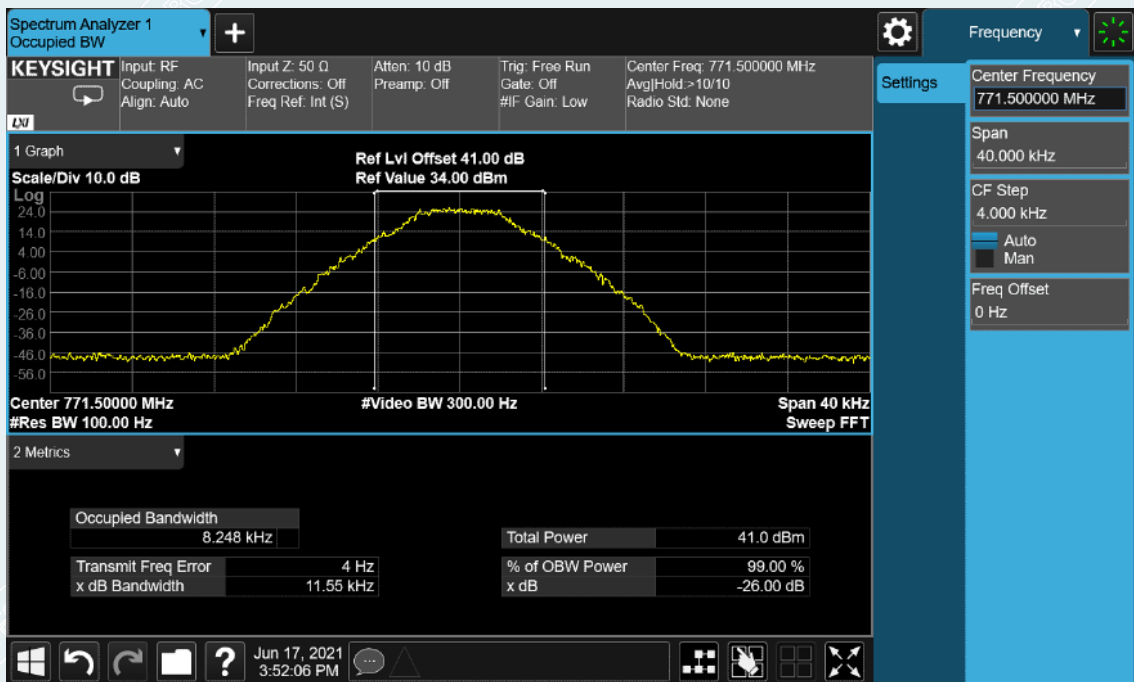 Spectrum Analyzer 1
Occupied BW
+
Frequency
KEYSIGHT
LXI
Input: RF
Coupling: AC
Align: Auto
Input Z: 50 Ω
Corrections: Off
Freq Ref: Int (S)
Atten: 10 dB
Preamp: Off
Trig: Free Run
Gate: Off
#IF Gain: Low
Center Freq: 771.500000 MHz
Avg|Hold:>10/10
Radio Std: None
Settings
Center Frequency
771.500000 MHz
Span
40.000 kHz
CF Step
4.000 kHz
Auto
Man
Freq Offset
0 Hz
1 Graph
Scale/Div 10.0 dB
Ref Lvl Offset 41.00 dB
Ref Value 34.00 dBm
Log
24.0
14.0
4.00
-6.00
-16.0
-26.0
-36.0
-46.0
-56.0
Center 771.50000 MHz
#Video BW 300.00 Hz
Span 40 kHz
#Res BW 100.00 Hz
Sweep FFT
2 Metrics
Occupied Bandwidth
8.248 kHz
Total Power 41.0 dBm
Transmit Freq Error 4 Hz
% of OBW Power 99.00 %
x dB Bandwidth 11.55 kHz
x dB -26.00 dB
?
Jun 17, 2021
3:52:06 PM